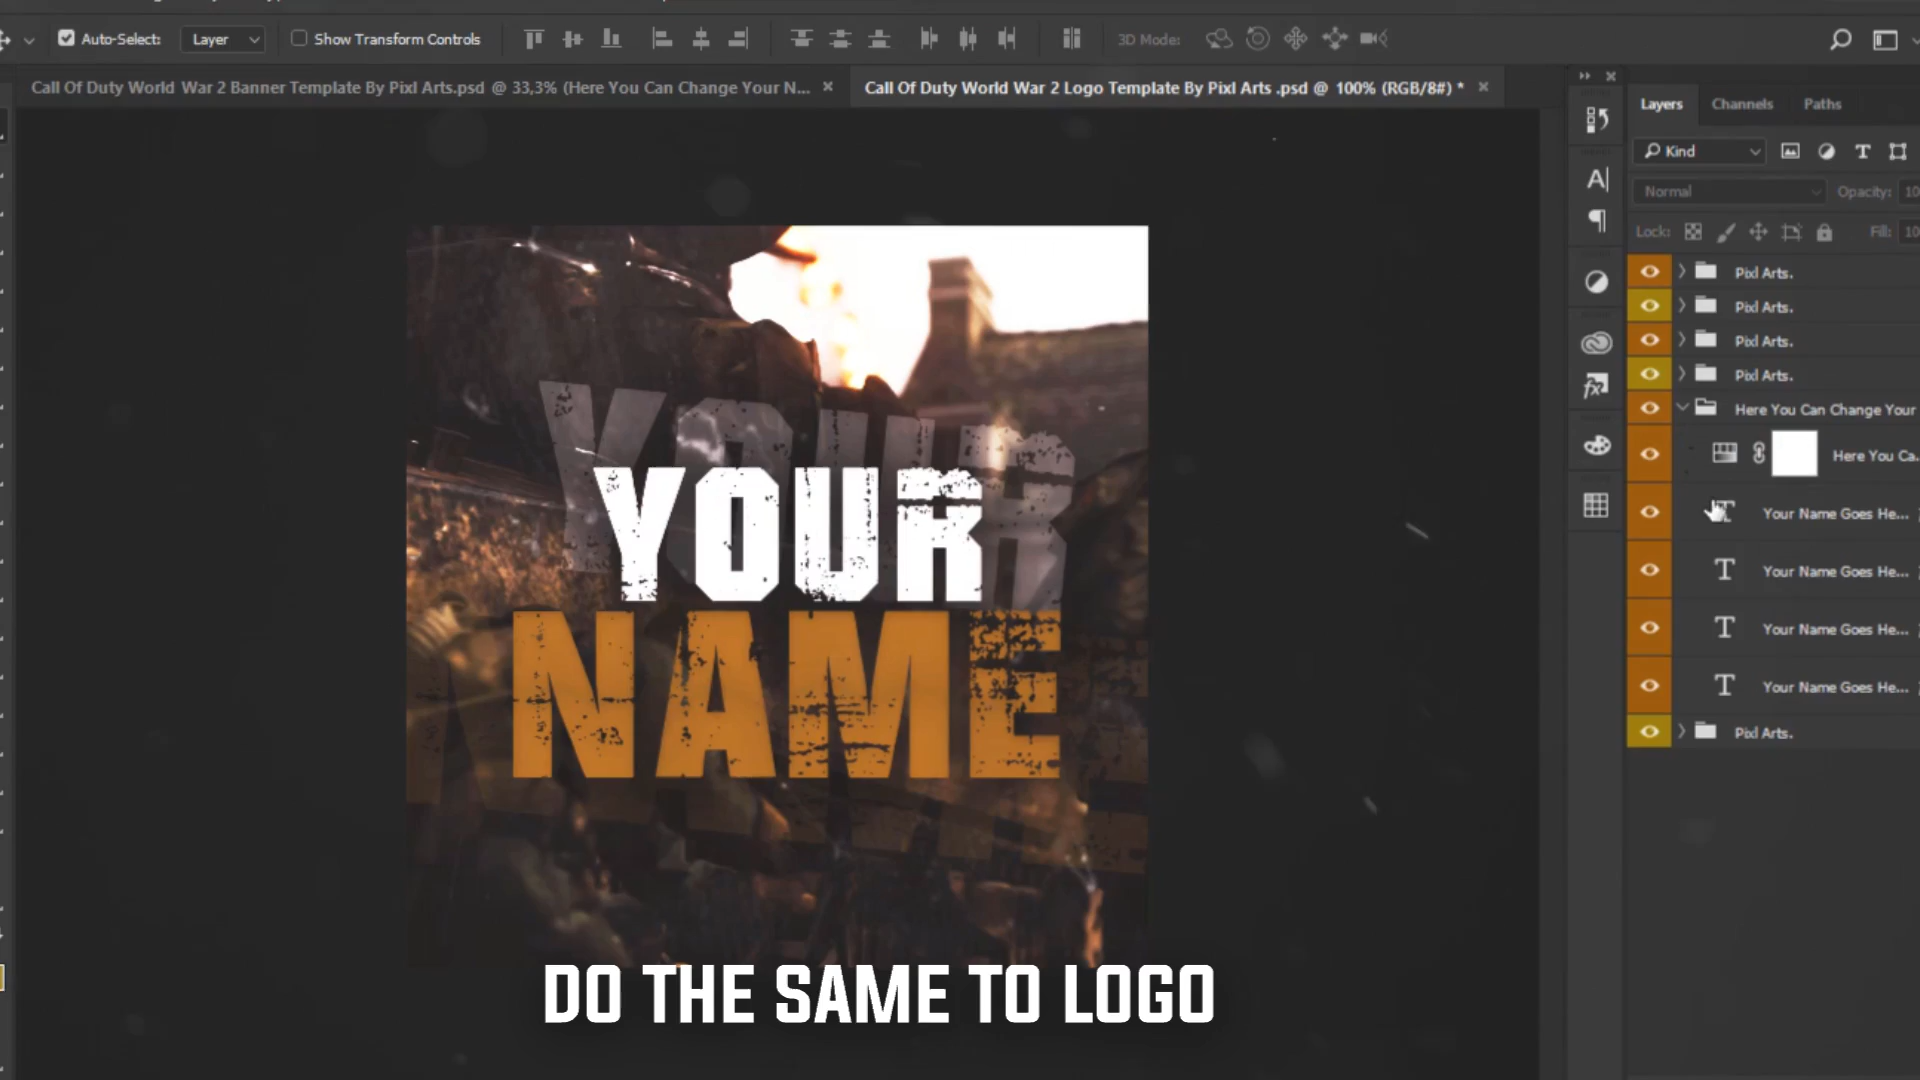 Auto-Select:
Layer
Show Transform Controls
3D Mode:
Call Of Duty World War 2 Banner Template By Pixl Arts.psd @ 33,3% (Here You Can Change Your N...
Call Of Duty World War 2 Logo Template By Pixl Arts .psd @ 100% (RGB/8#) *
Layers
Channels
Paths
Kind
Normal
Opacity:
Lock:
Fill:
Pixl Arts.
Pixl Arts.
Pixl Arts.
Pixl Arts.
Here You Can Change Your
Here You Ca...
Your Name Goes He...
Your Name Goes He...
Your Name Goes He...
Your Name Goes He...
Pixl Arts.
YOUR
YOUR
NAME
DO THE SAME TO LOGO